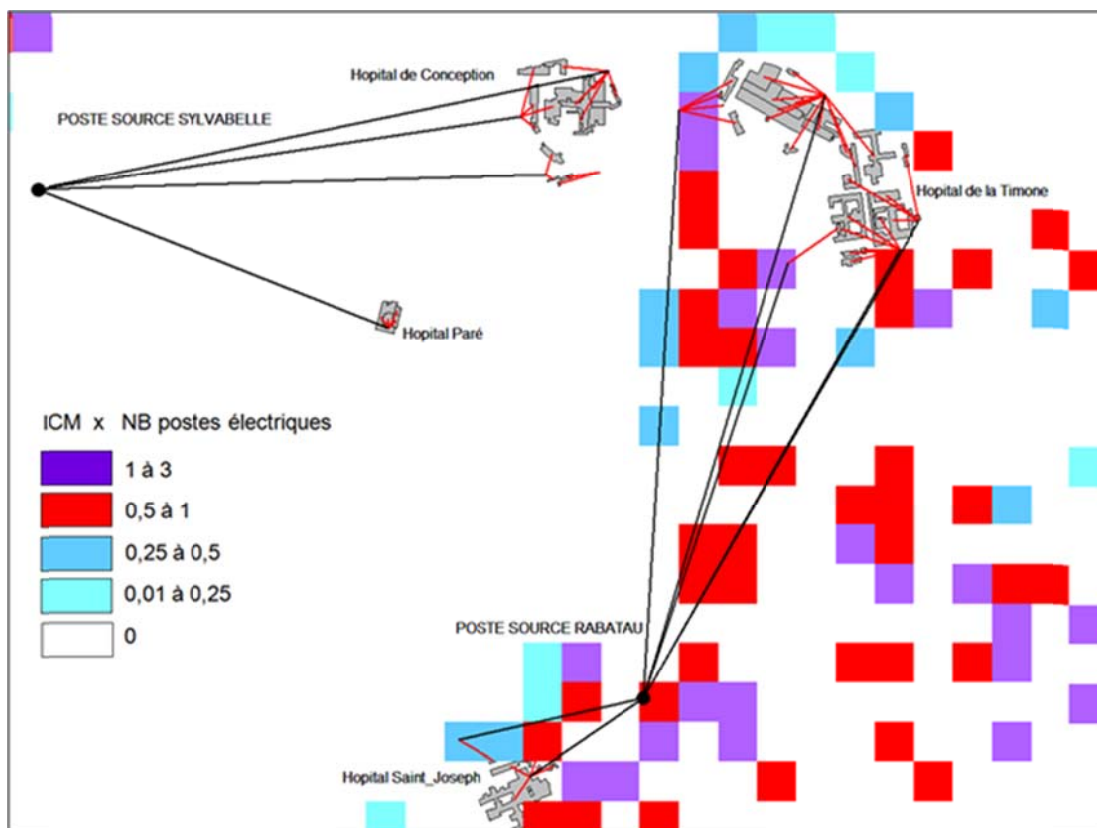 Hopital de Conception
POSTE SOURCE SYLVABELLE
Hopital de la Timone
Hopital Paré
ICM x NB postes électriques
1 à 3
0,5 à 1
0,25 à 0,5
0,01 à 0,25
0
POSTE SOURCE RABATAU
Hopital Saint_Joseph